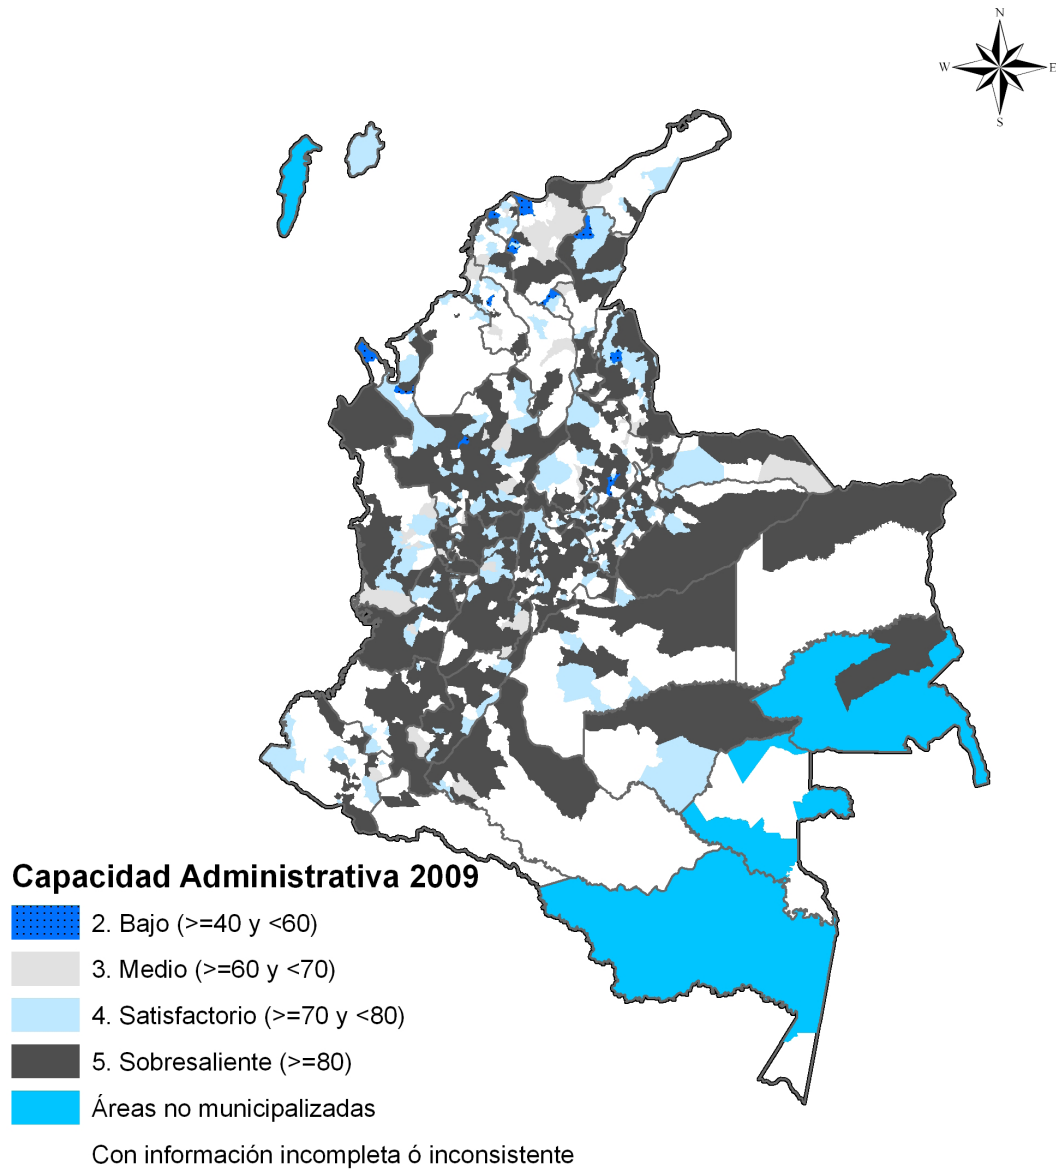 N
W E
S
Capacidad Administrativa 2009
2. Bajo (>=40 y <60)
3. Medio (>=60 y <70)
4. Satisfactorio (>=70 y <80)
5. Sobresaliente (>=80)
Áreas no municipalizadas
Con información incompleta ó inconsistente